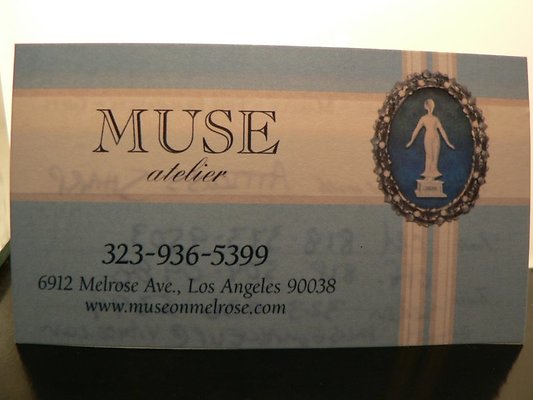 MUSE
atelier
323-936-5399
6912 Melrose Ave., Los Angeles 90038
www.museonmelrose.com